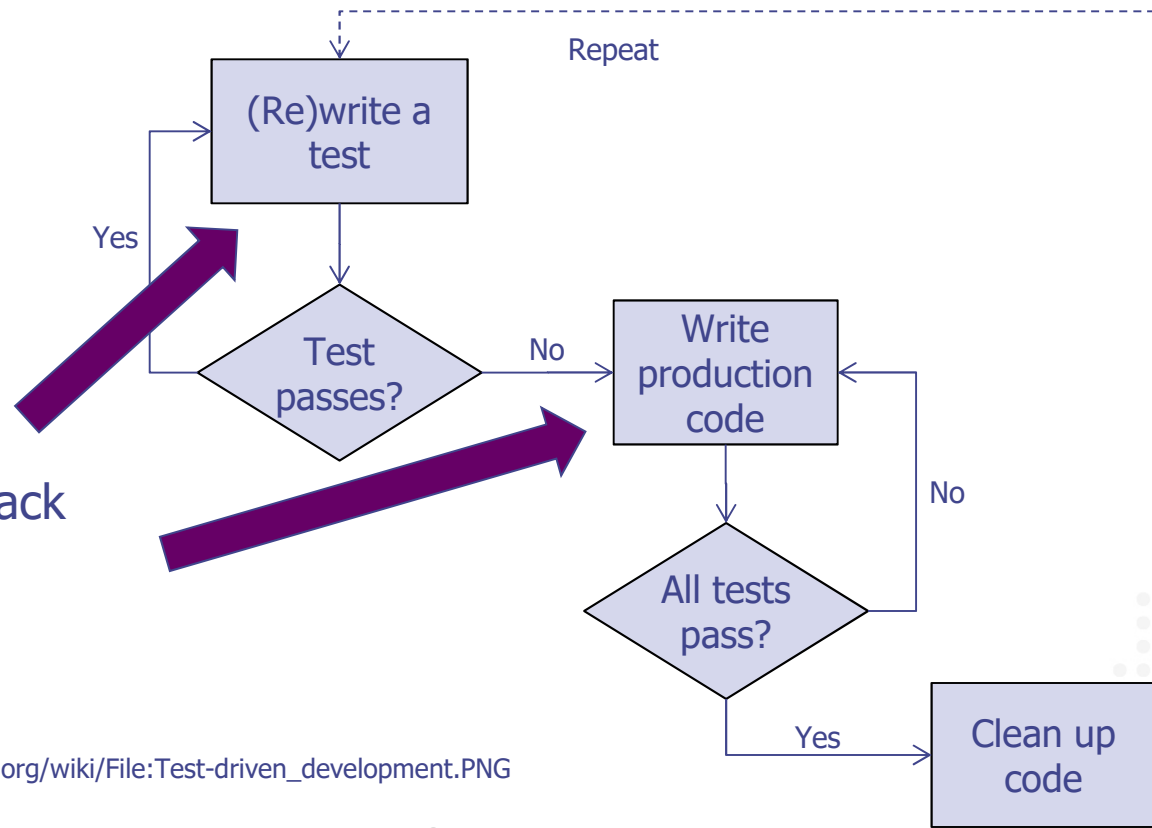 Repeat
(Re)write a
test
Yes
Test
passes?
No
Write
production
code
ack
No
All tests
pass?
Yes
Clean up
code
org/wiki/File:Test-driven_development.PNG